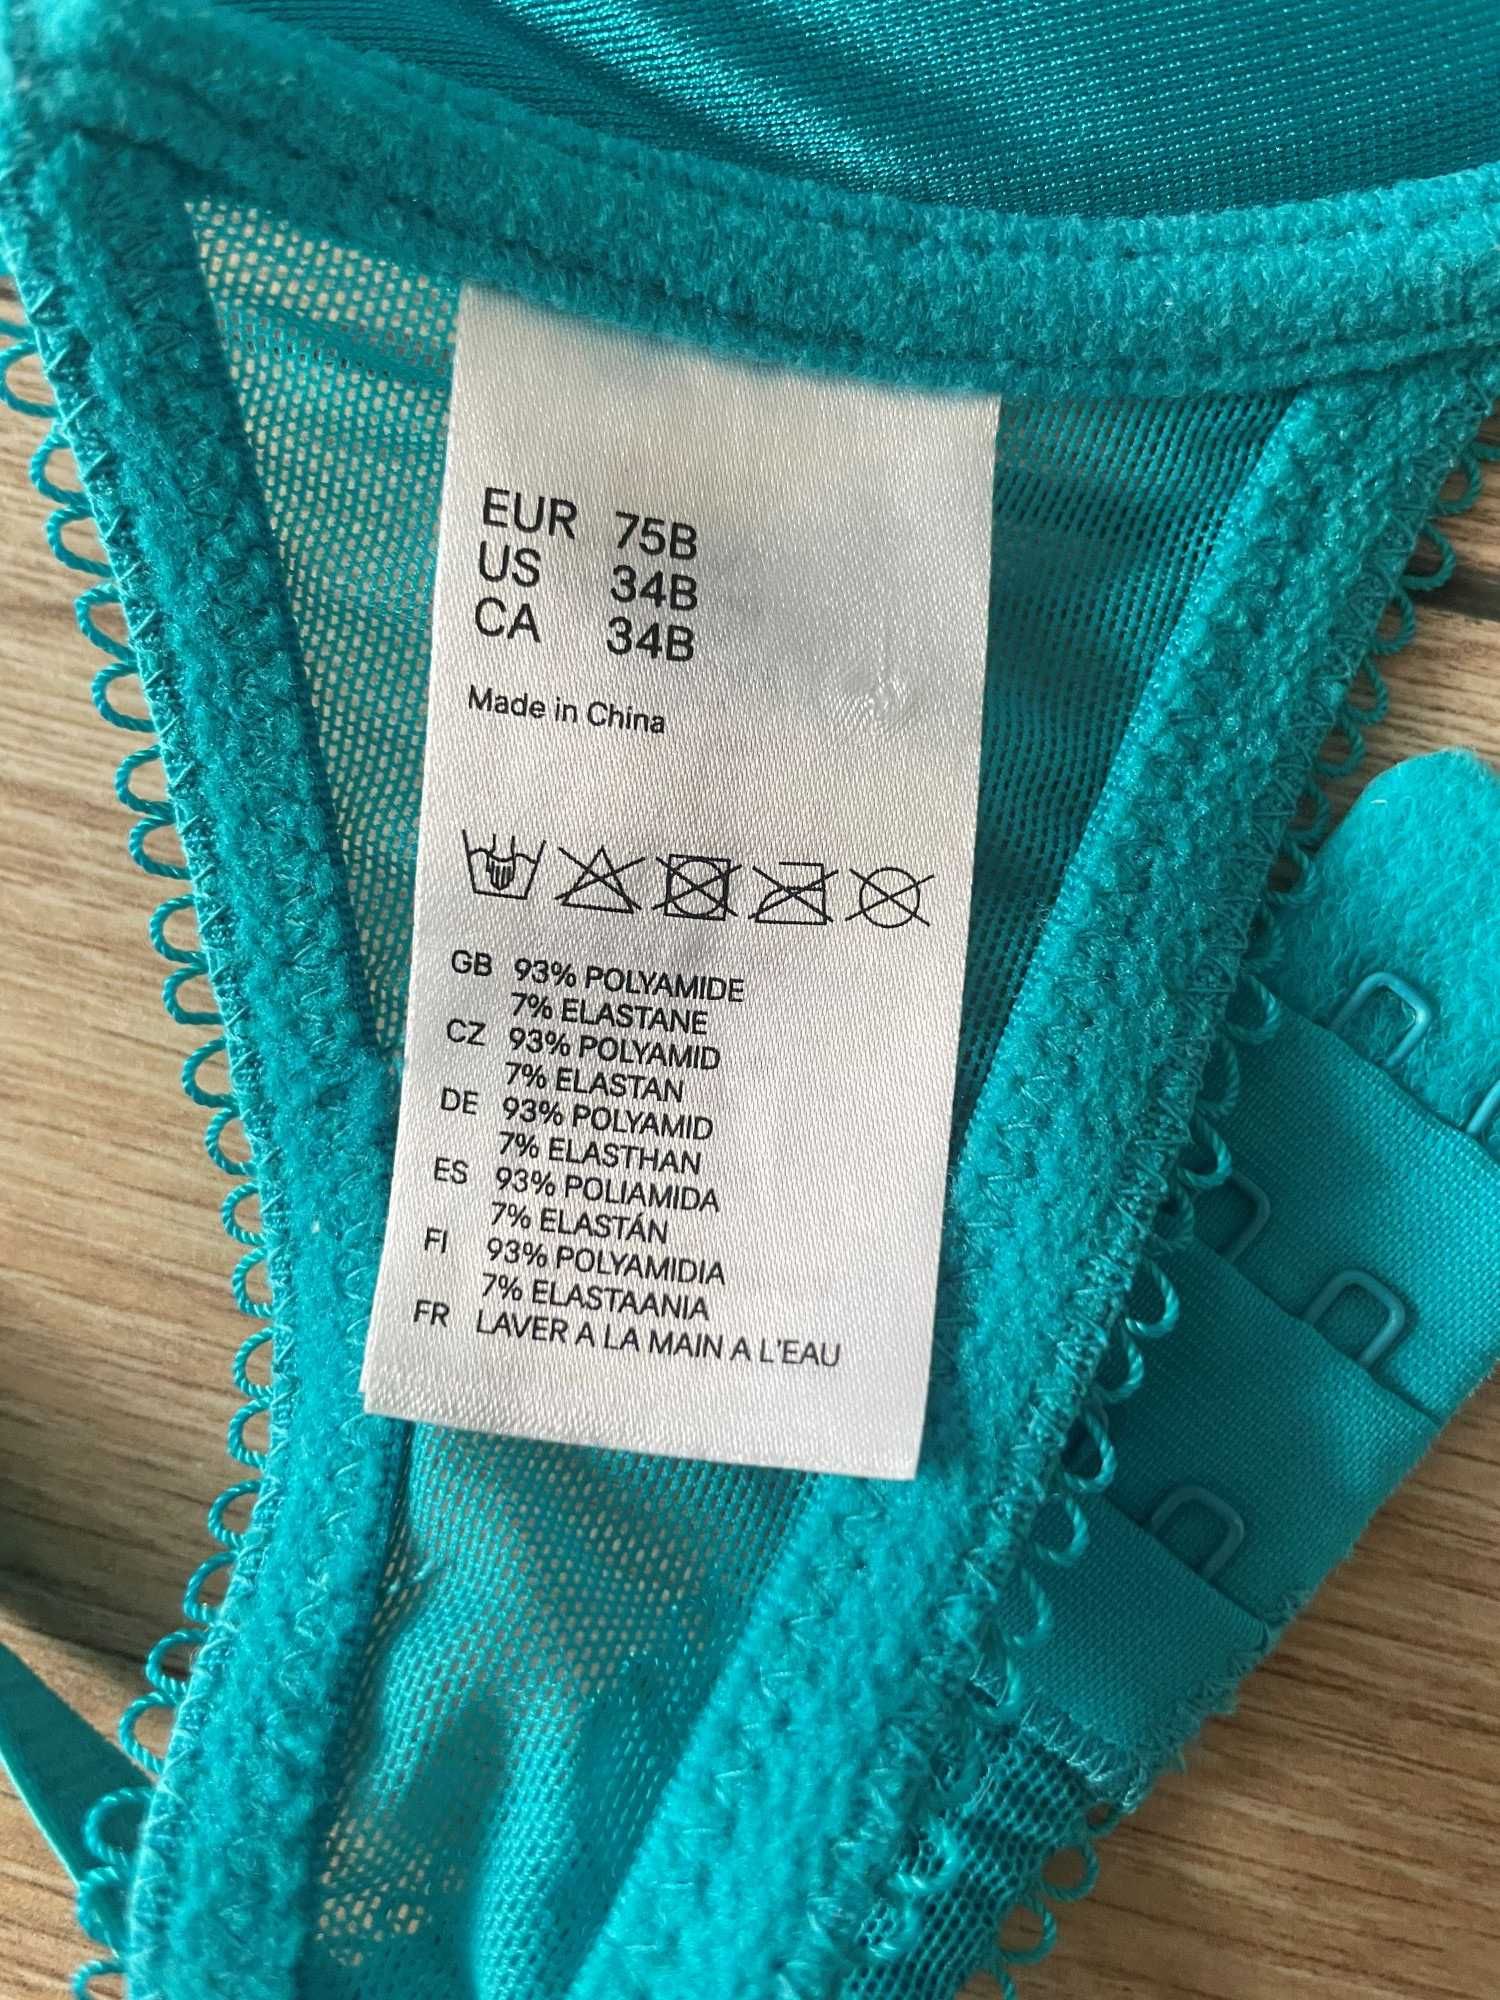 EUR 75B
US 34B
CA 34B
Made in China
GB 93% POLYAMIDE
7% ELASTANE
CZ 93% POLYAMID
7% ELASTAN
DE 93% POLYAMID
7% ELASTHAN
ES 93% POLIAMIDA
7% ELASTÁN
FI 93% POLYAMIDIA
7% ELASTAANIA
FR LAVER A LA MAIN A L'EAU